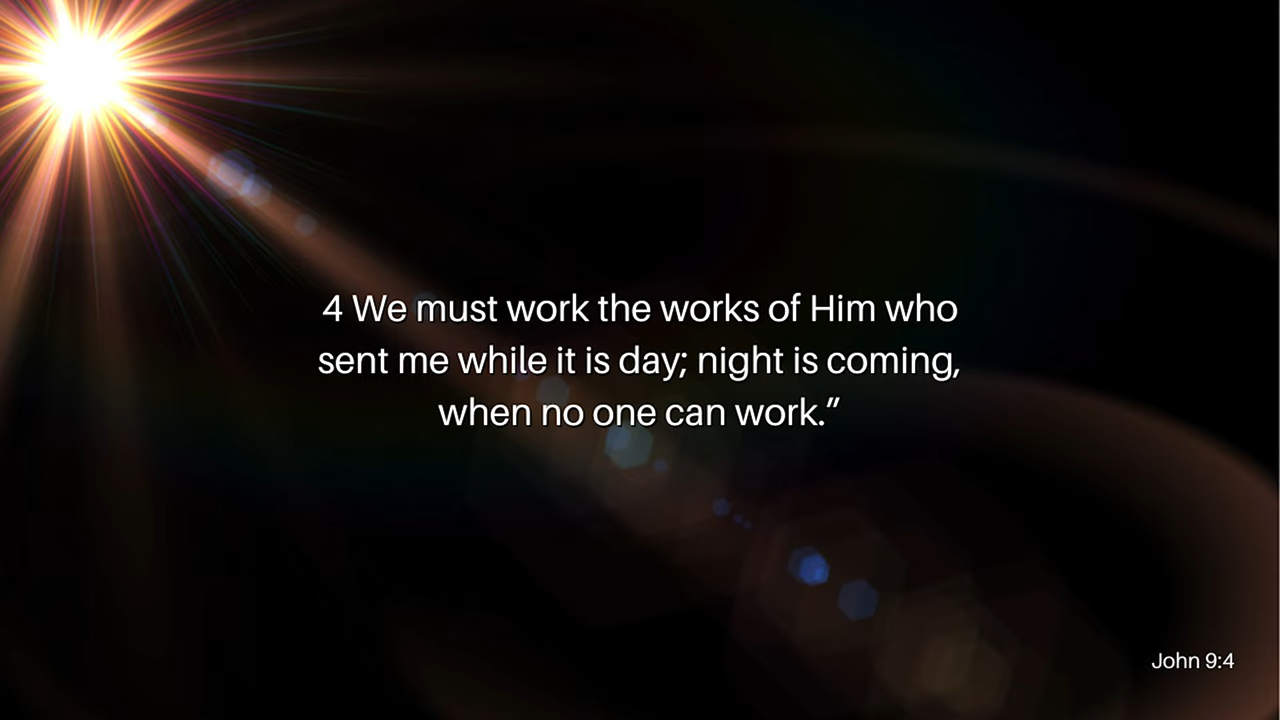 4 We must work the works of Him who
sent me while it is day; night is coming,
when no one can work.”
John 9:4